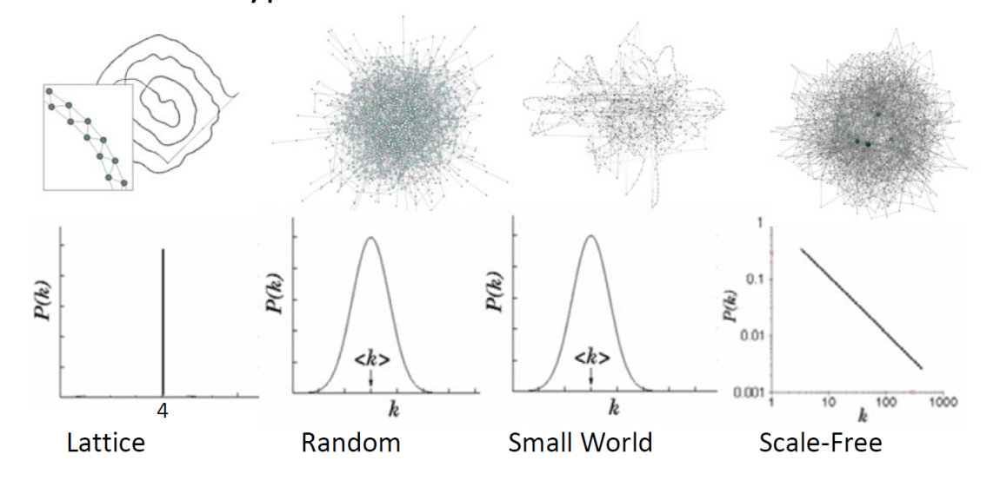 P(k)
4
Lattice
P(k)
<k>
k
Random
P(k)
<k>
k
Small World
P(k)
1
0.1
0.01
0.001
1 10 100 1000
k
Scale-Free